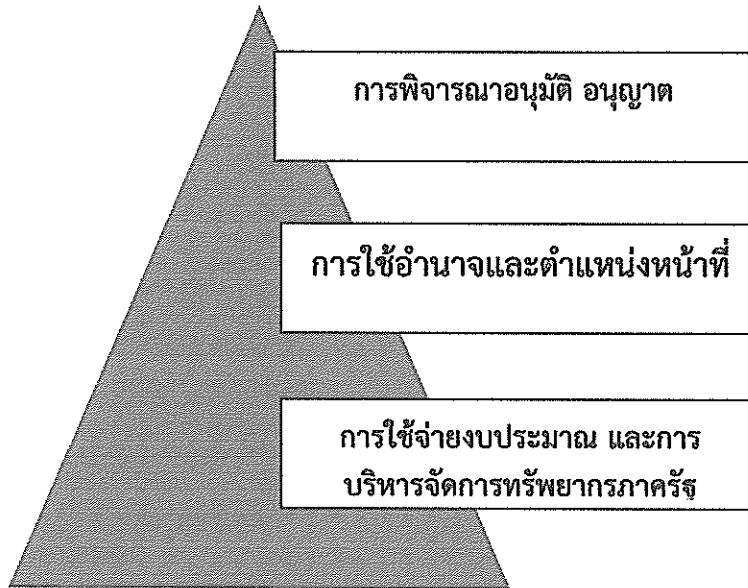 การพิจารณาอนุมัติ อนุญาต
การใช้อำนาจและตำแหน่งหน้าที่
การใช้จ่ายงบประมาณ และการ
บริหารจัดการทรัพยากรภาครัฐ